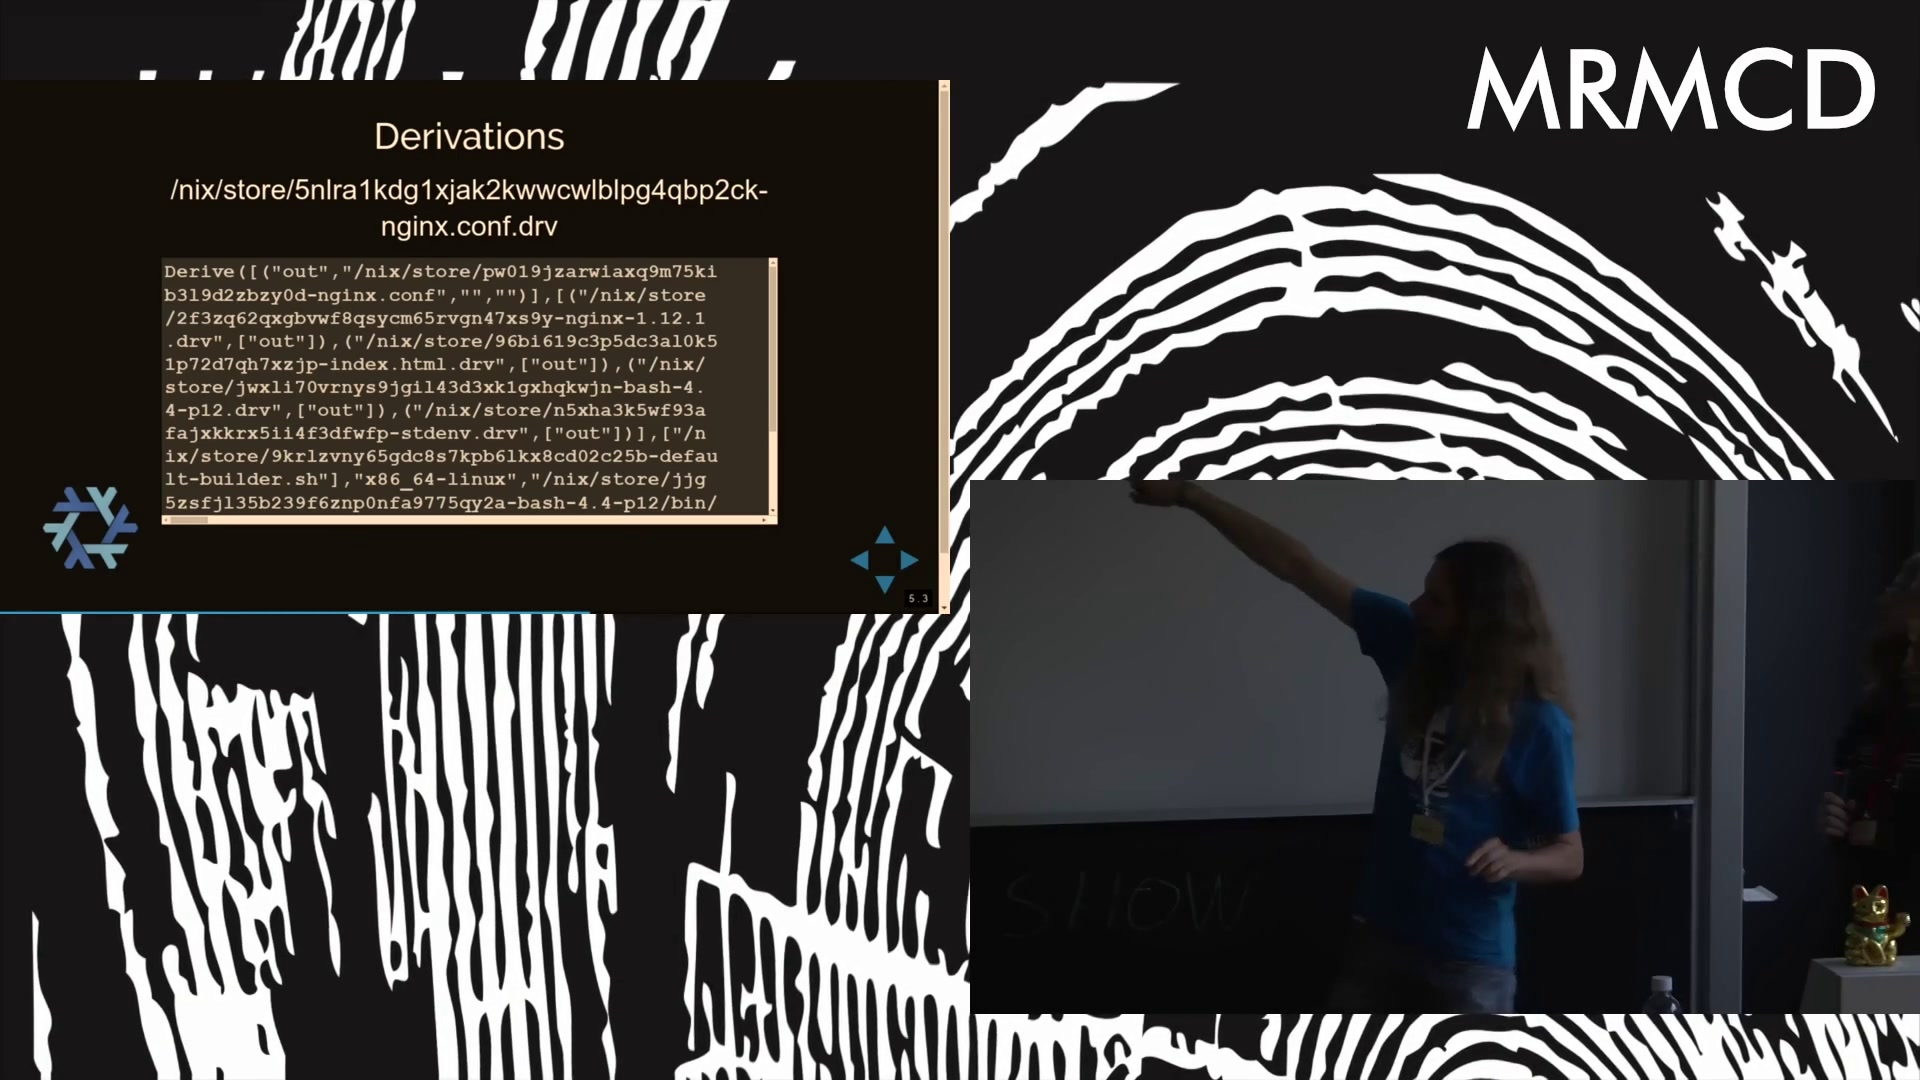 MRMCD
Derivations
/nix/store/5nlra1kdg1xjak2kwwcwlblpg4qbp2ck-
nginx.conf.drv
Derive([("out","/nix/store/pw019jzarwiaxq9m75ki
b3l9d2zbzy0d-nginx.conf","","")],[("/nix/store
/2f3zq62qxgbvwf8qsycm65rvgn47xs9y-nginx-1.12.1
.drv",["out"]),("/nix/store/96bi619c3p5dc3al0k5
1p72d7qh7xzjp-index.html.drv",["out"]),("/nix/
store/jwxli70vrnys9jgil43d3xk1gxhqkwjn-bash-4.
4-p12.drv",["out"]),("/nix/store/n5xha3k5wf93a
fajxkkrx5ii4f3dfwfp-stdenv.drv",["out"])],["/n
ix/store/9krlzvny65gdc8s7kpb6lkx8cd02c25b-defau
lt-builder.sh"],"x86_64-linux","/nix/store/jjg
5zsfjl35b239f6znp0nfa9775qy2a-bash-4.4-p12/bin/
5.3
SHOW